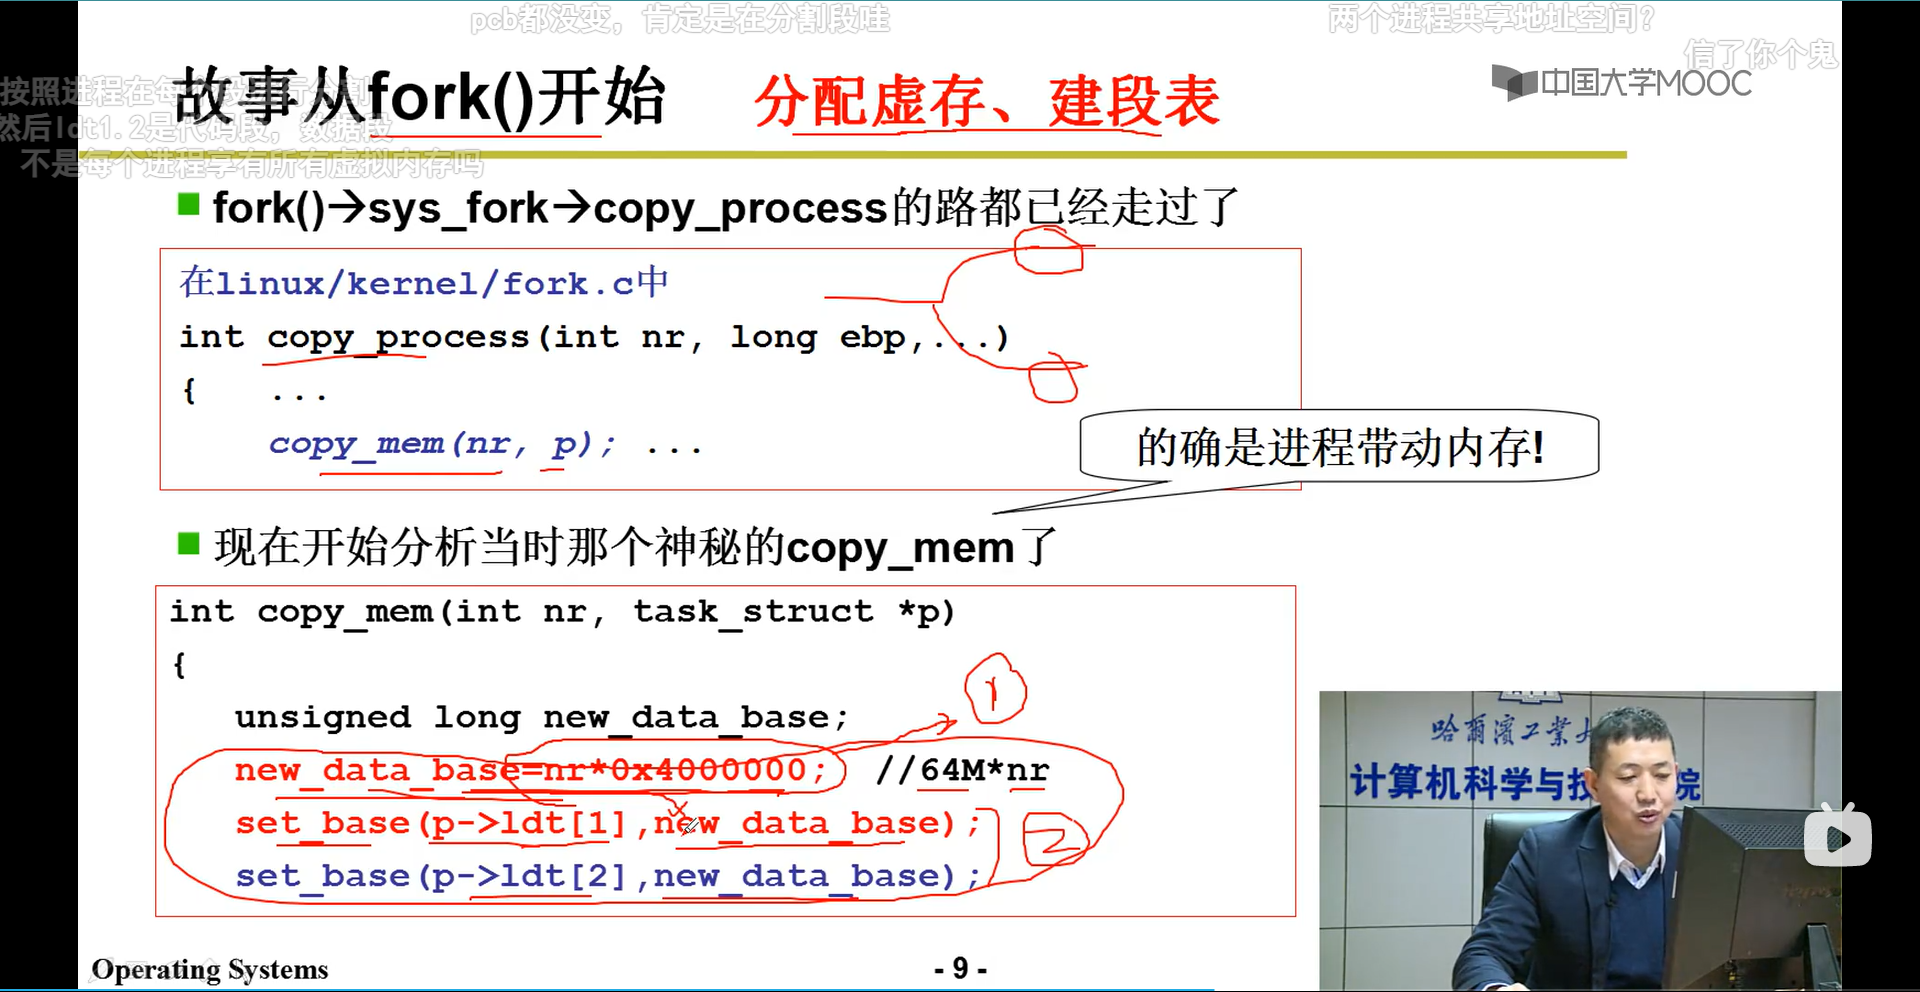 pcb都没变，肯定是在分割段哇
两个进程共享地址空间？
信了你个鬼
故事从fork()开始
分配虚存、建段表
中国大学MOOC
按照进程在每个段进行分割
然后ldt1.2是代码段，数据段
不是每个进程享有所有虚拟内存吗
fork()→sys_fork→copy_process的路都已经走过了
在linux/kernel/fork.c中
int copy_process(int nr, long ebp,...)
{ ...
copy_mem(nr, p); ...
的确是进程带动内存!
现在开始分析当时那个神秘的copy_mem了
int copy_mem(int nr, task_struct *p)
{
unsigned long new_data_base;
1
new_data_base=nr*0x4000000; //64M*nr
set_base(p->ldt[1],new_data_base);
2
set_base(p->ldt[2],new_data_base);
哈爾濱工業大
计算机科学与技 院
Operating Systems
- 9 -